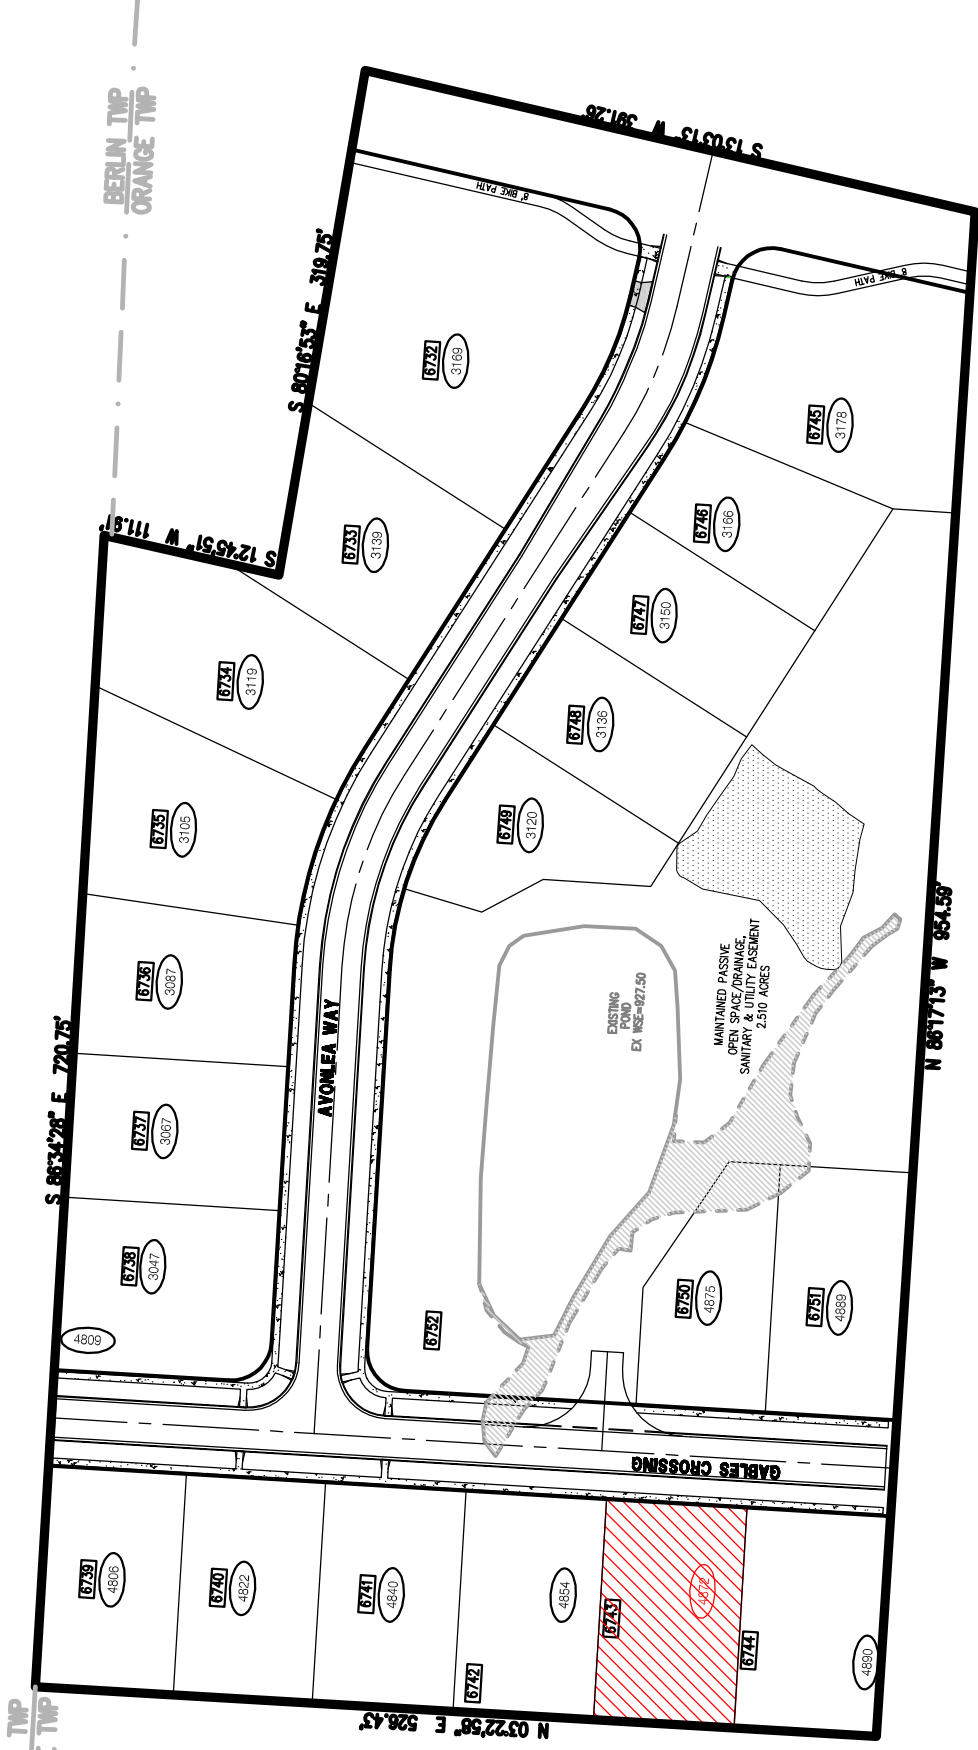 BERLIN TWP
ORANGE TWP
S 13°03'13" W 391.26'
8' BIKE PATH
8' BIKE PATH
S 80°16'53" E 319.75'
S 12°45'51" W 111.91'
6732
3169
6733
3139
6734
3119
6735
3105
6736
3087
6737
3067
6738
3047
4809
6745
3178
6746
3166
6747
3150
6748
3136
6749
3120
S 86°34'28" E 720.75'
AVONLEA WAY
EXISTING
POND
EX WSE=927.50
MAINTAINED PASSIVE
OPEN SPACE/DRAINAGE,
SANITARY & UTILITY EASEMENT
2.510 ACRES
N 86°17'13" W 954.59'
6752
6750
4875
6751
4889
GABLES CROSSING
6739
4806
6740
4822
6741
4840
6742
4854
6743
4872
6744
4890
N 03°22'58" E 526.43'
TWP
TWP